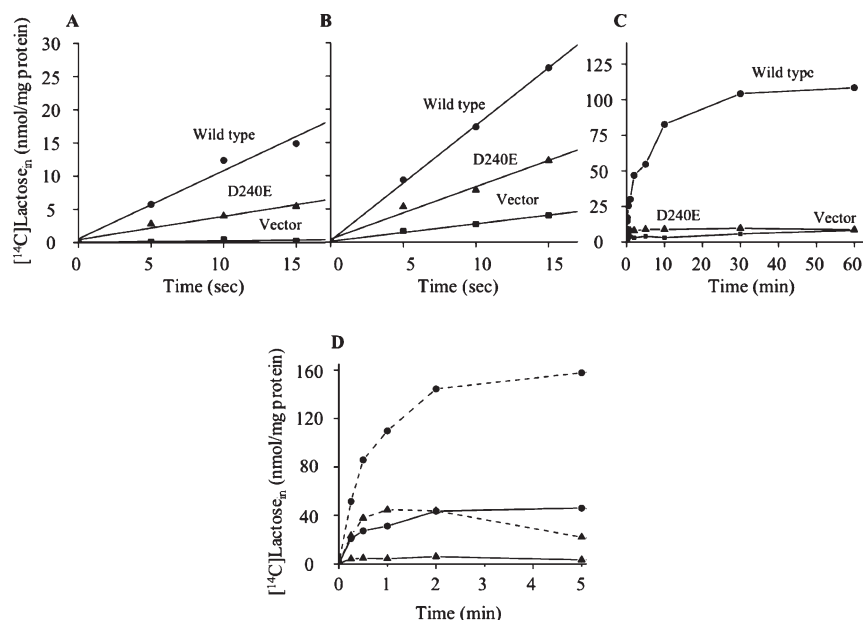 A
B
C
[¹⁴C]Lactoseᵢₙ (nmol/mg protein)
30
25
20
15
10
5
0
Wild type
D240E
Vector
0
5
10
15
Time (sec)
Wild type
D240E
Vector
0
5
10
15
Time (sec)
125
100
75
50
25
0
Wild type
D240E
Vector
0
10
20
30
40
50
60
Time (min)
D
[¹⁴C]Lactoseᵢₙ (nmol/mg protein)
160
120
80
40
0
0
1
2
3
4
5
Time (min)